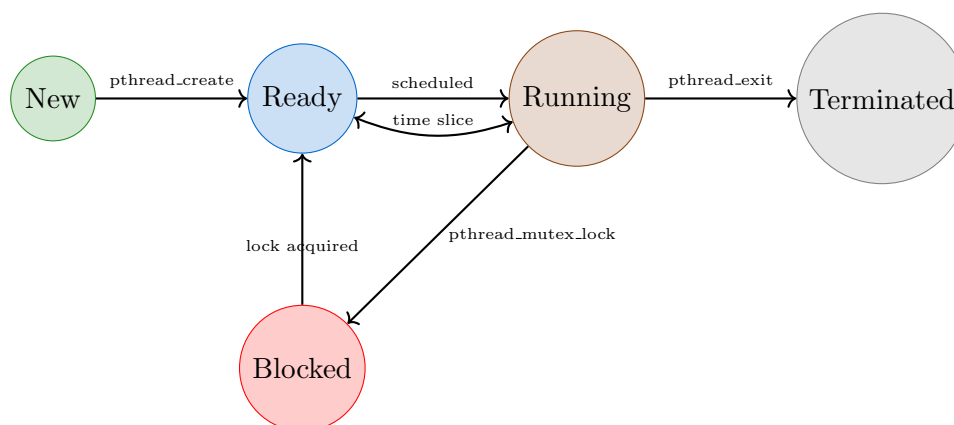 New
pthread_create
Ready
scheduled
time slice
Running
pthread_exit
Terminated
lock acquired
pthread_mutex_lock
Blocked